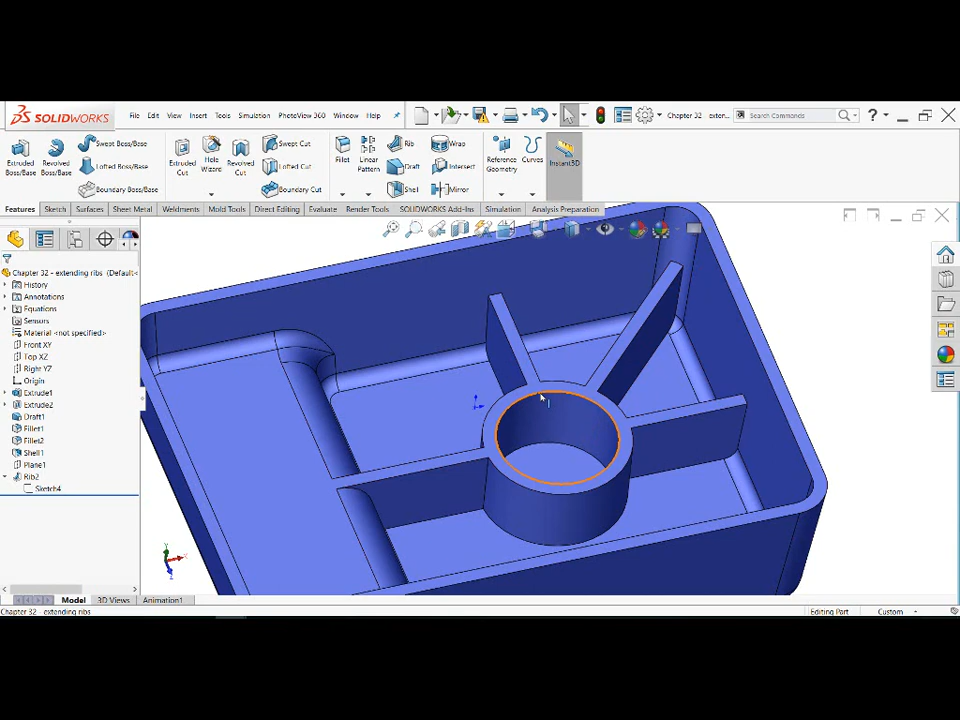 SOLIDWORKS File Edit View Insert Tools Simulation PhotoView 360 Window Help Chapter 32 - exten... Search Commands
Extruded Boss/Base Revolved Boss/Base Swept Boss/Base Lofted Boss/Base Boundary Boss/Base Extruded Cut Hole Wizard Revolved Cut Swept Cut Lofted Cut Boundary Cut Fillet Linear Pattern Rib Draft Shell Wrap Intersect Mirror Reference Geometry Curves Instant3D
Features Sketch Surfaces Sheet Metal Weldments Mold Tools Direct Editing Evaluate Render Tools SOLIDWORKS Add-Ins Simulation Analysis Preparation
Chapter 32 - extending ribs (Default<
History
Annotations
Equations
Sensors
Material <not specified>
Front XY
Top XZ
Right YZ
Origin
Extrude1
Extrude2
Draft1
Fillet1
Fillet2
Shell1
Plane1
Rib2
Sketch4
Model 3D Views Animation1
Chapter 32 - extending ribs Editing Part Custom